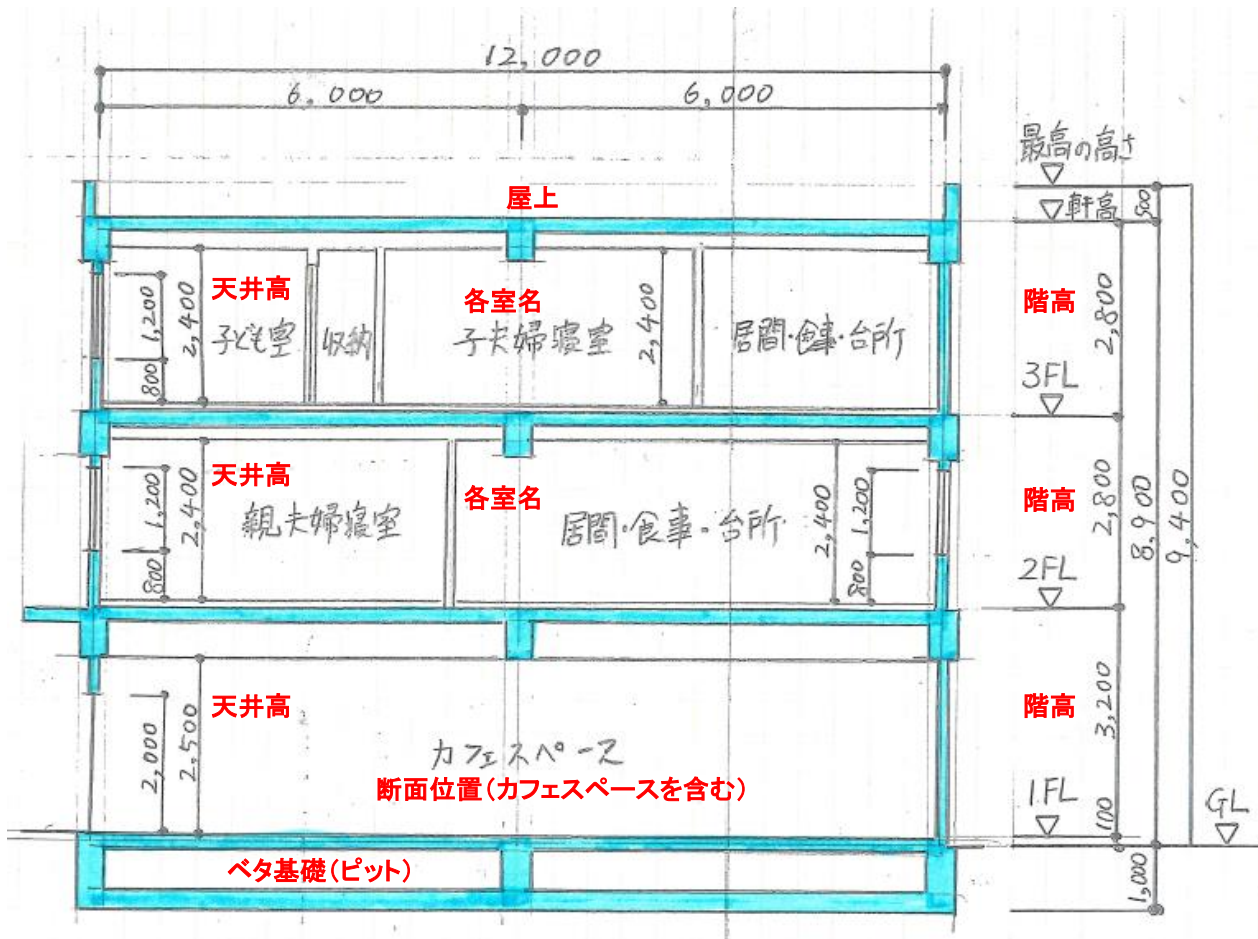 12,000
6,000
6,000
最高の高さ
屋上
軒高
500
天井高
各室名
階高
1,200
2,400
800
子ども室
収納
子夫婦寝室
2,400
居間・食事・台所
2,800
3FL
天井高
各室名
階高
1,200
2,400
800
親夫婦寝室
居間・食事・台所
2,400
1,200
800
2,800
8,900
9,400
2FL
天井高
階高
2,000
2,500
カフェスペース
断面位置(カフェスペースを含む)
3,200
1FL
100
GL
ベタ基礎(ピット)
1,000